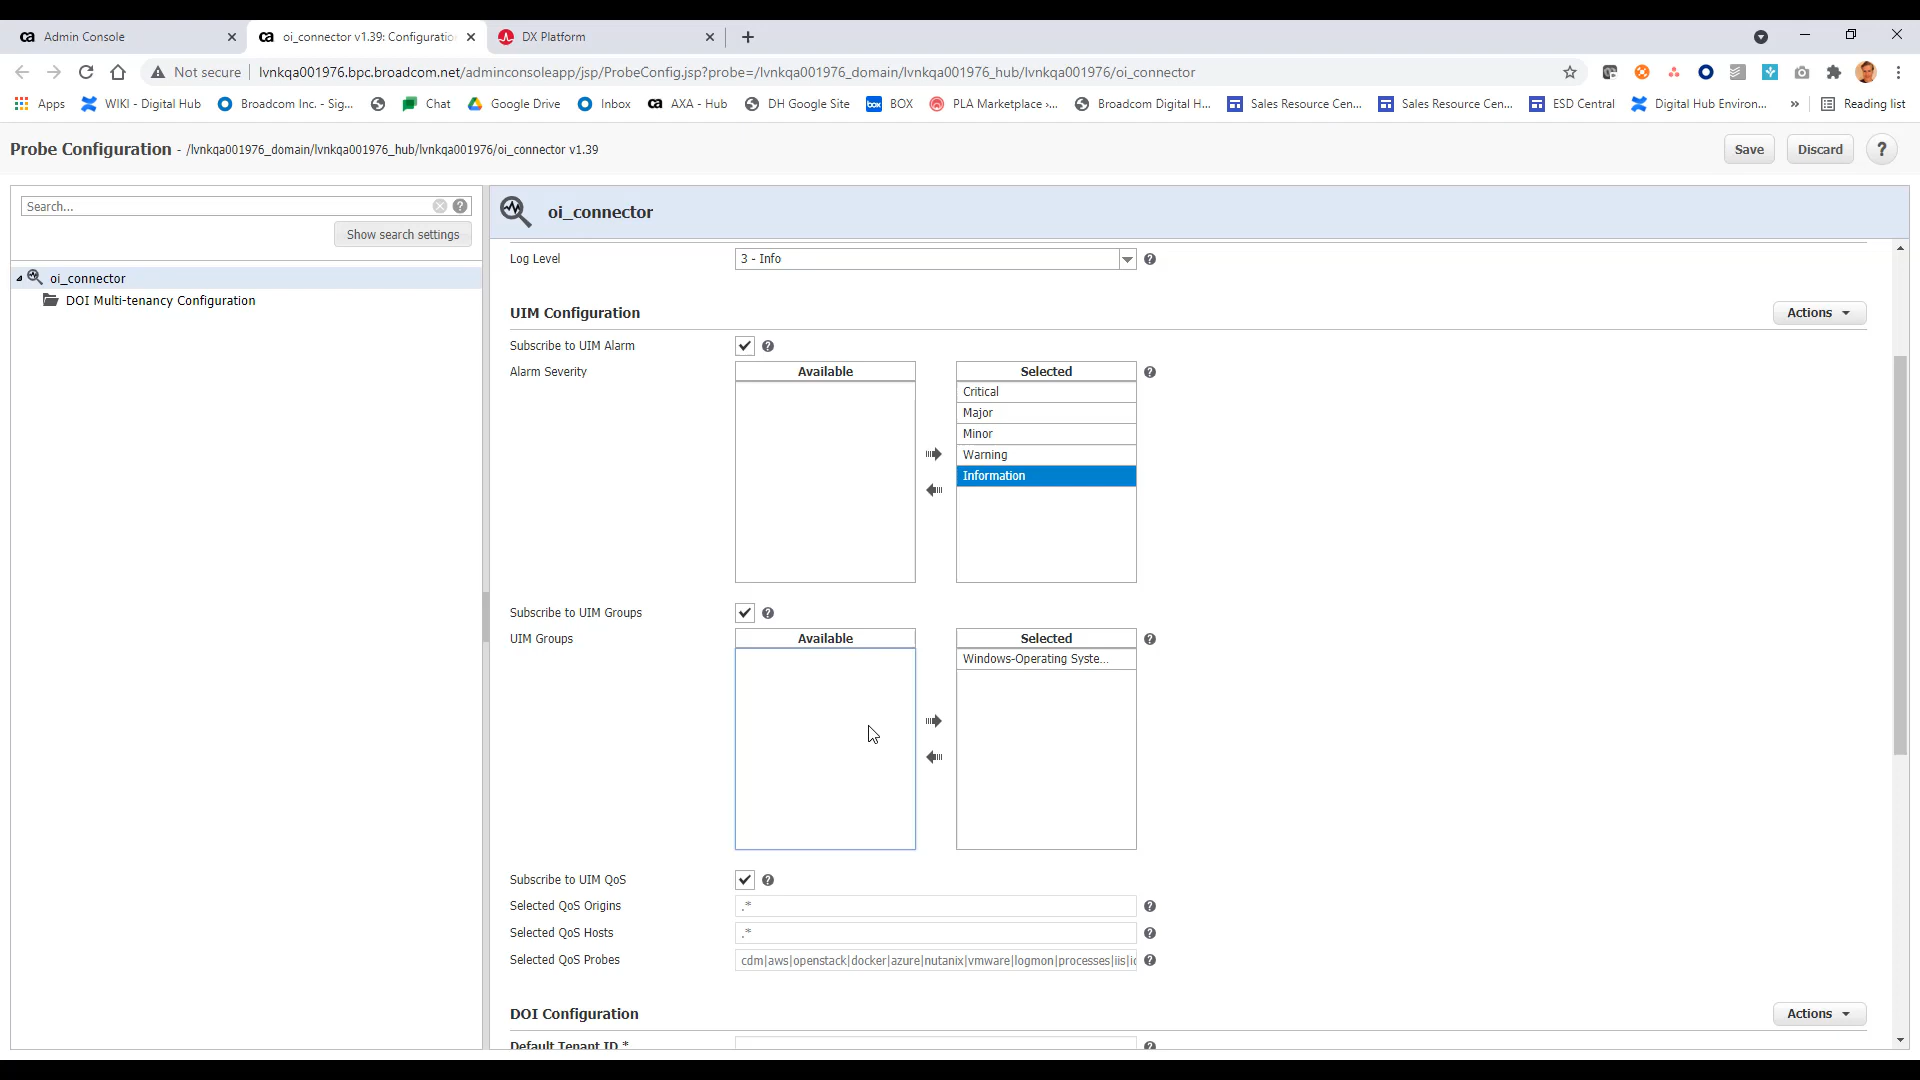 Admin Console
oi_connector v1.39: Configuratio
DX Platform
Not secure
lvnkqa001976.bpc.broadcom.net/adminconsoleapp/jsp/ProbeConfig.jsp?probe=/lvnkqa001976_domain/lvnkqa001976_hub/lvnkqa001976/oi_connector
Apps
WIKI - Digital Hub
Broadcom Inc. - Sig...
Chat
Google Drive
Inbox
AXA - Hub
DH Google Site
BOX
PLA Marketplace ›...
Broadcom Digital H...
Sales Resource Cen...
Sales Resource Cen...
ESD Central
Digital Hub Environ...
»
Reading list
Probe Configuration - /lvnkqa001976_domain/lvnkqa001976_hub/lvnkqa001976/oi_connector v1.39
Save
Discard
?
Search...
Show search settings
oi_connector
DOI Multi-tenancy Configuration
oi_connector
Log Level
3 - Info
UIM Configuration
Actions
Subscribe to UIM Alarm
Alarm Severity
Available
Selected
Critical
Major
Minor
Warning
Information
Subscribe to UIM Groups
UIM Groups
Available
Selected
Windows-Operating Syste...
Subscribe to UIM QoS
Selected QoS Origins
.*
Selected QoS Hosts
.*
Selected QoS Probes
cdm|aws|openstack|docker|azure|nutanix|vmware|logmon|processes|iis|
DOI Configuration
Actions
Default Tenant ID *